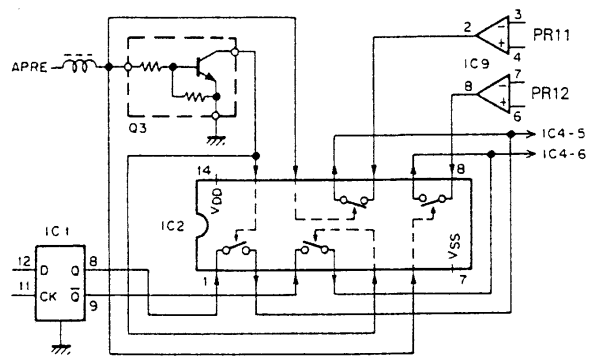 2
3
4
PR11
APRE
IC9
7
8
6
PR12
Q3
IC4-5
IC4-6
14
8
VDD
IC2
VSS
1
7
IC1
12 D Q 8
11 CK Q̅ 9